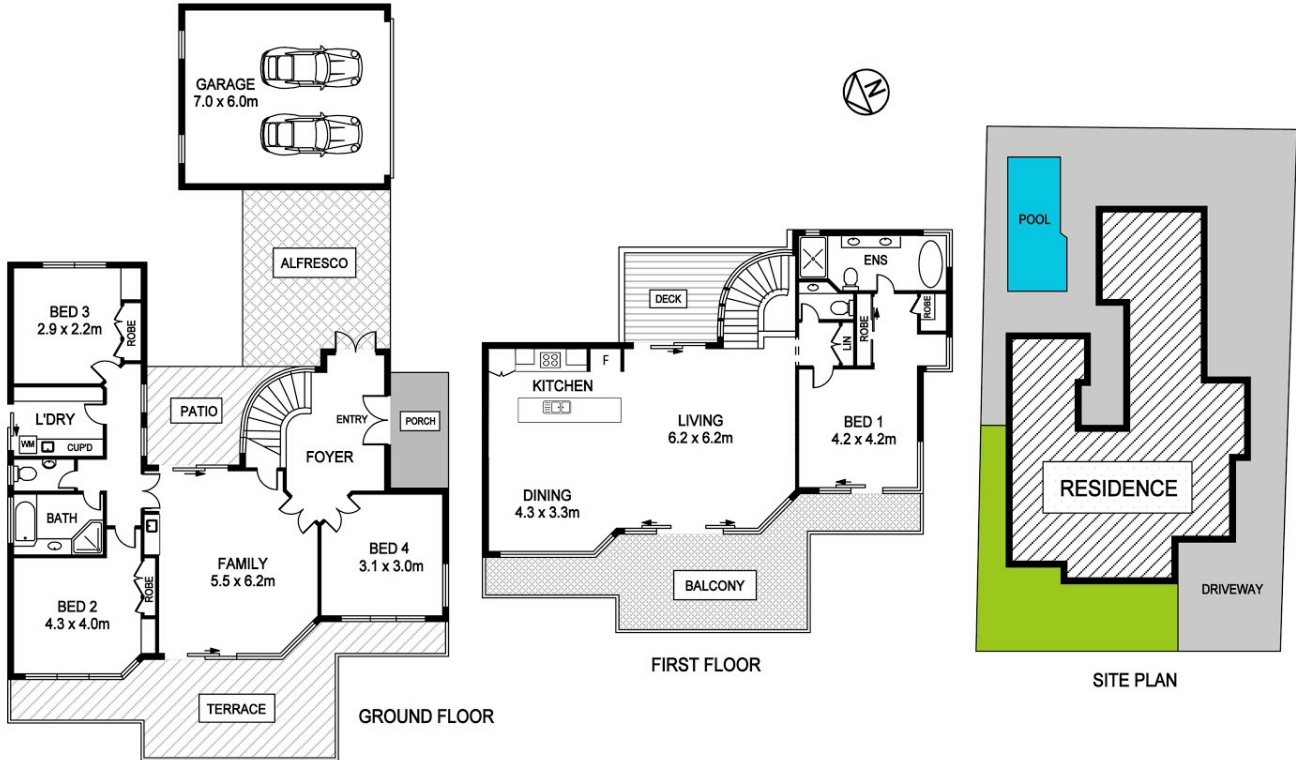 GARAGE
7.0 x 6.0m
ALFRESCO
BED 3
2.9 x 2.2m
ROBE
L'DRY
WM
CUP'D
PATIO
ENTRY
PORCH
FOYER
BATH
FAMILY
5.5 x 6.2m
BED 4
3.1 x 3.0m
BED 2
4.3 x 4.0m
ROBE
TERRACE
GROUND FLOOR
N
DECK
ENS
ROBE
ROBE
LIN
KITCHEN
F
LIVING
6.2 x 6.2m
BED 1
4.2 x 4.2m
DINING
4.3 x 3.3m
BALCONY
FIRST FLOOR
POOL
RESIDENCE
DRIVEWAY
SITE PLAN